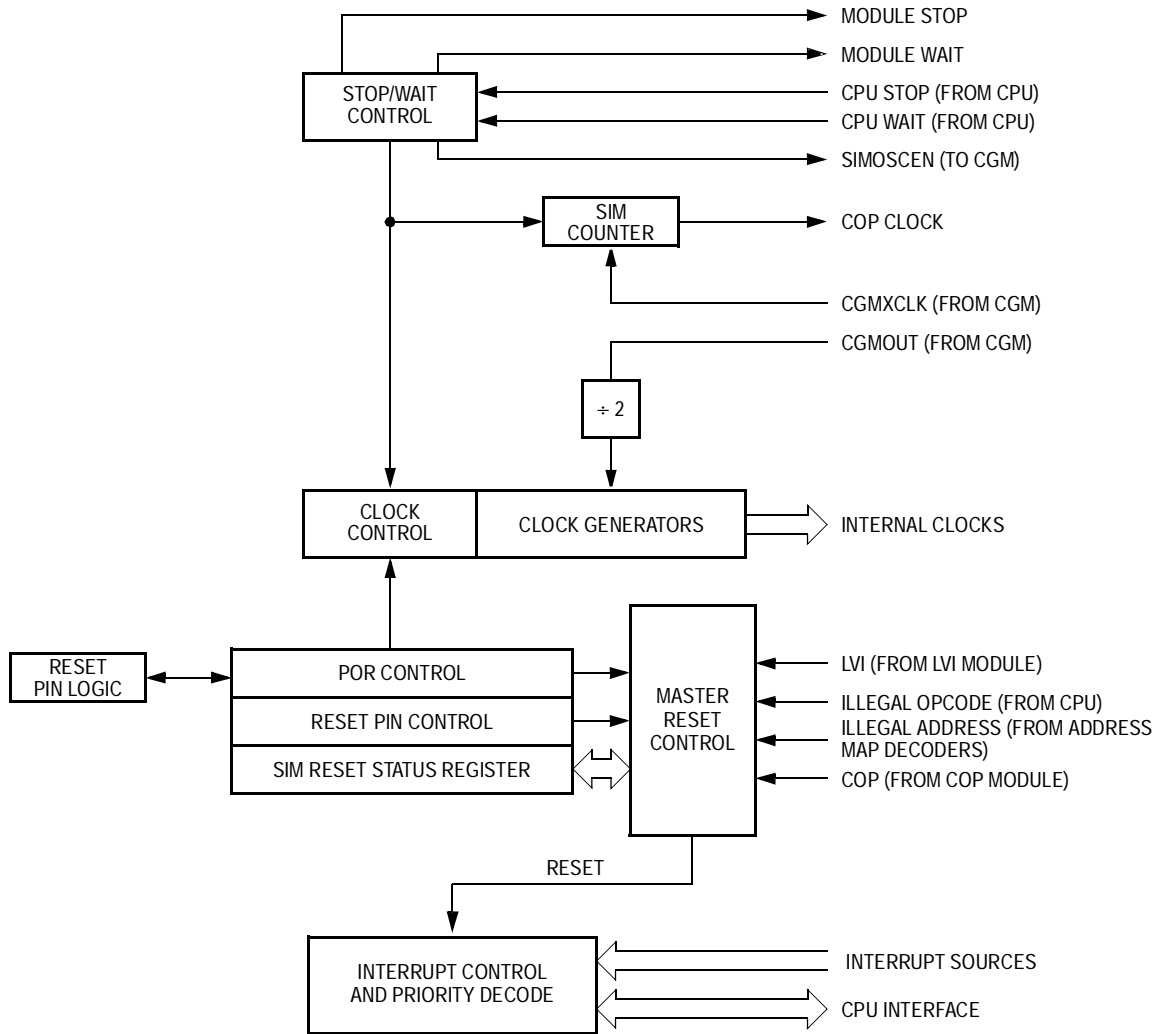 MODULE STOP
MODULE WAIT
STOP/WAIT
CONTROL
CPU STOP (FROM CPU)
CPU WAIT (FROM CPU)
SIMOSCEN (TO CGM)
SIM
COUNTER
COP CLOCK
CGMXCLK (FROM CGM)
CGMOUT (FROM CGM)
÷ 2
CLOCK
CONTROL
CLOCK GENERATORS
INTERNAL CLOCKS
RESET
PIN LOGIC
POR CONTROL
RESET PIN CONTROL
SIM RESET STATUS REGISTER
MASTER
RESET
CONTROL
LVI (FROM LVI MODULE)
ILLEGAL OPCODE (FROM CPU)
ILLEGAL ADDRESS (FROM ADDRESS
MAP DECODERS)
COP (FROM COP MODULE)
RESET
INTERRUPT CONTROL
AND PRIORITY DECODE
INTERRUPT SOURCES
CPU INTERFACE